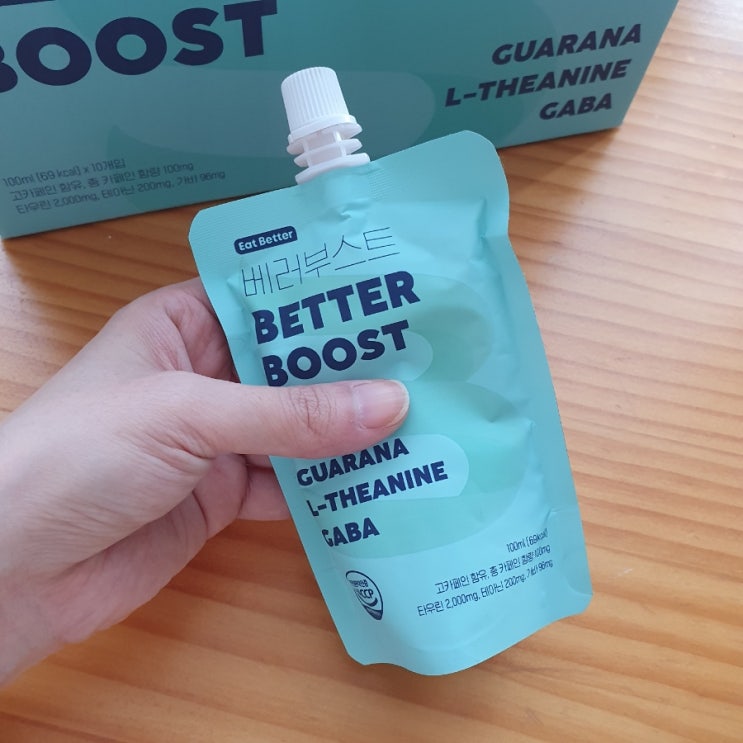 BOOST
GUARANA
L-THEANINE
GABA
100ml [69 kcal] x 10개입
고카페인 함유, 총 카페인 함량 100mg
타우린 2,000mg, 테아닌 200mg, 가바 96mg
Eat Better
베러부스트
BETTER
BOOST
GUARANA
L-THEANINE
GABA
100ml [69kcal]
고카페인 함유, 총 카페인 함량 100mg
타우린 2,000mg, 테아닌 200mg, 가바 96mg
HACCP